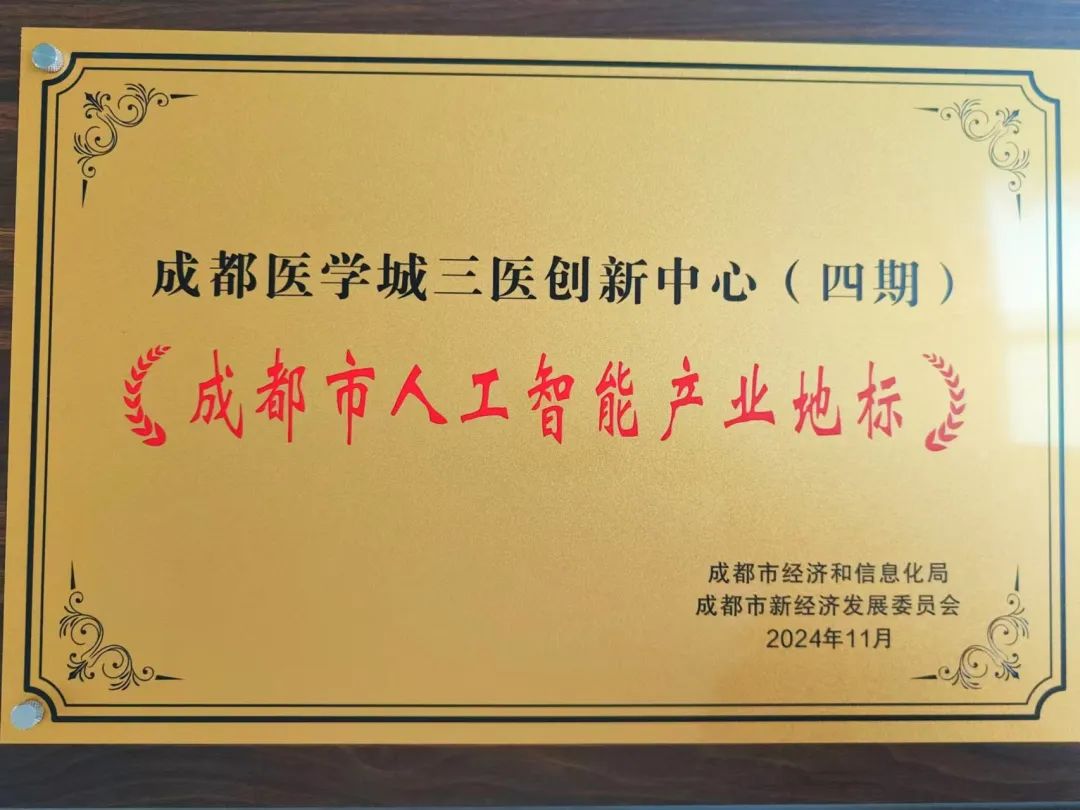 成都医学城三医创新中心（四期）
成都市人工智能产业地标
成都市经济和信息化局
成都市新经济发展委员会
2024年11月